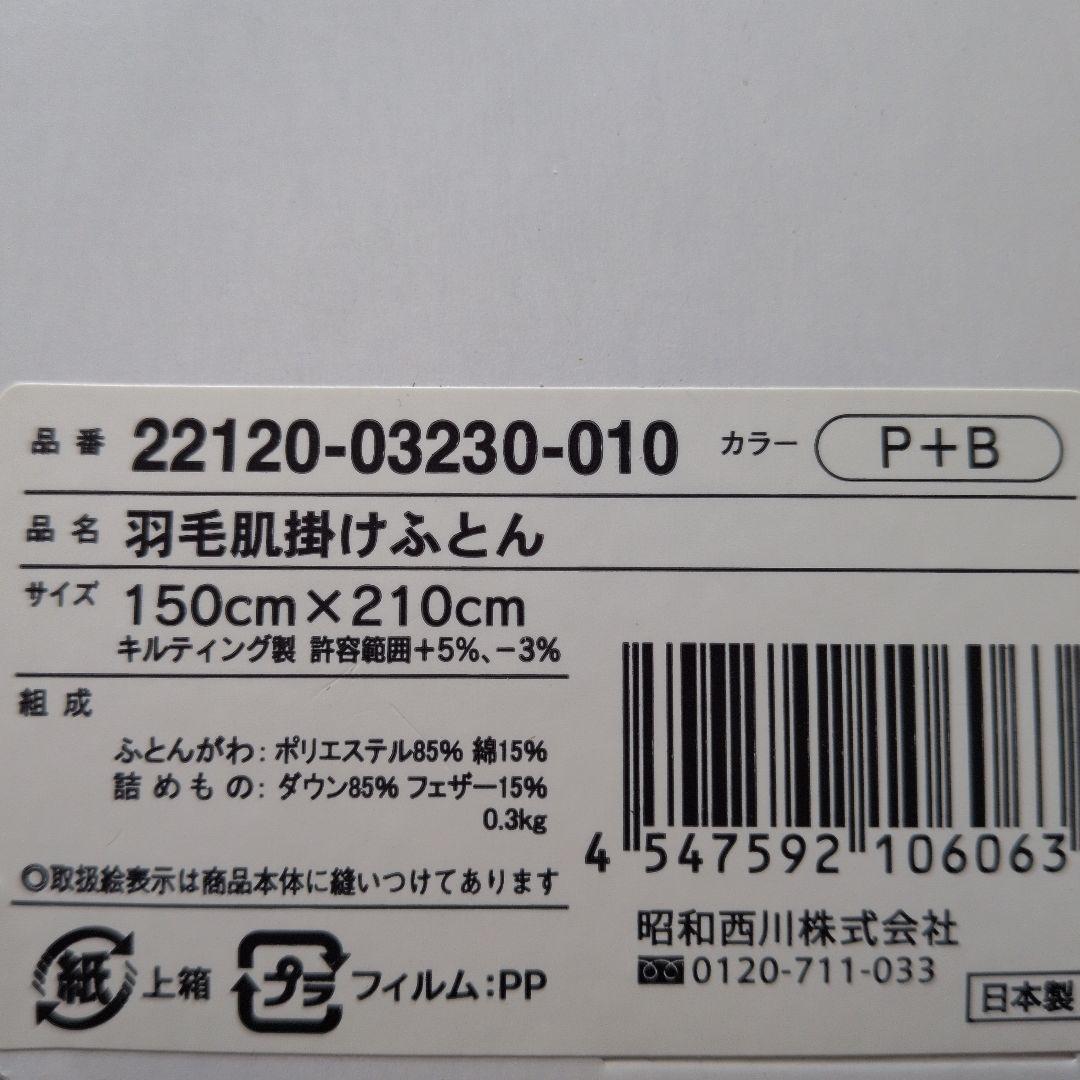 品番 22120-03230-010 カラー P+B
品名 羽毛肌掛けふとん
サイズ 150cm×210cm
キルティング製 許容範囲+5%、-3%
組成
ふとんがわ:ポリエステル85% 綿15%
詰めもの:ダウン85% フェザー15%
0.3kg
◎取扱絵表示は商品本体に縫いつけてあります
紙 上箱 プラ フィルム:PP
4 547592 106063
昭和西川株式会社
0120-711-033
日本製